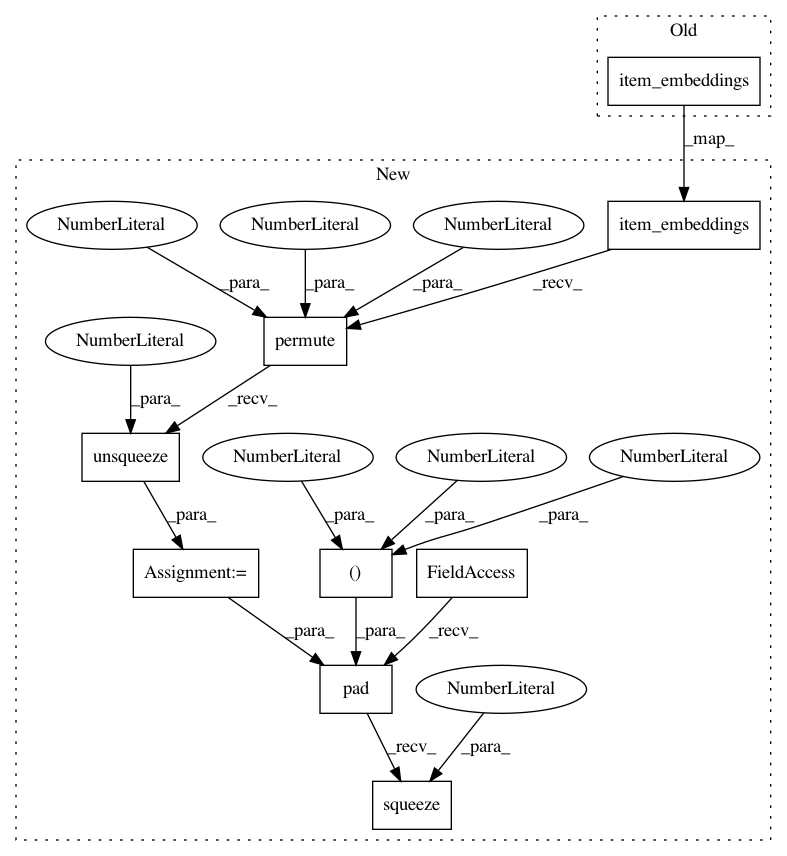 Old
item_embeddings
_map_
New
NumberLiteral NumberLiteral NumberLiteral item_embeddings
_para_ _para_ _para_ _recv_
NumberLiteral permute
_para_ _recv_
unsqueeze NumberLiteral NumberLiteral NumberLiteral
_para_ _para_ _para_ _para_
Assignment:= () FieldAccess
_para_ _para_ _recv_
pad NumberLiteral
_recv_ _para_
squeeze